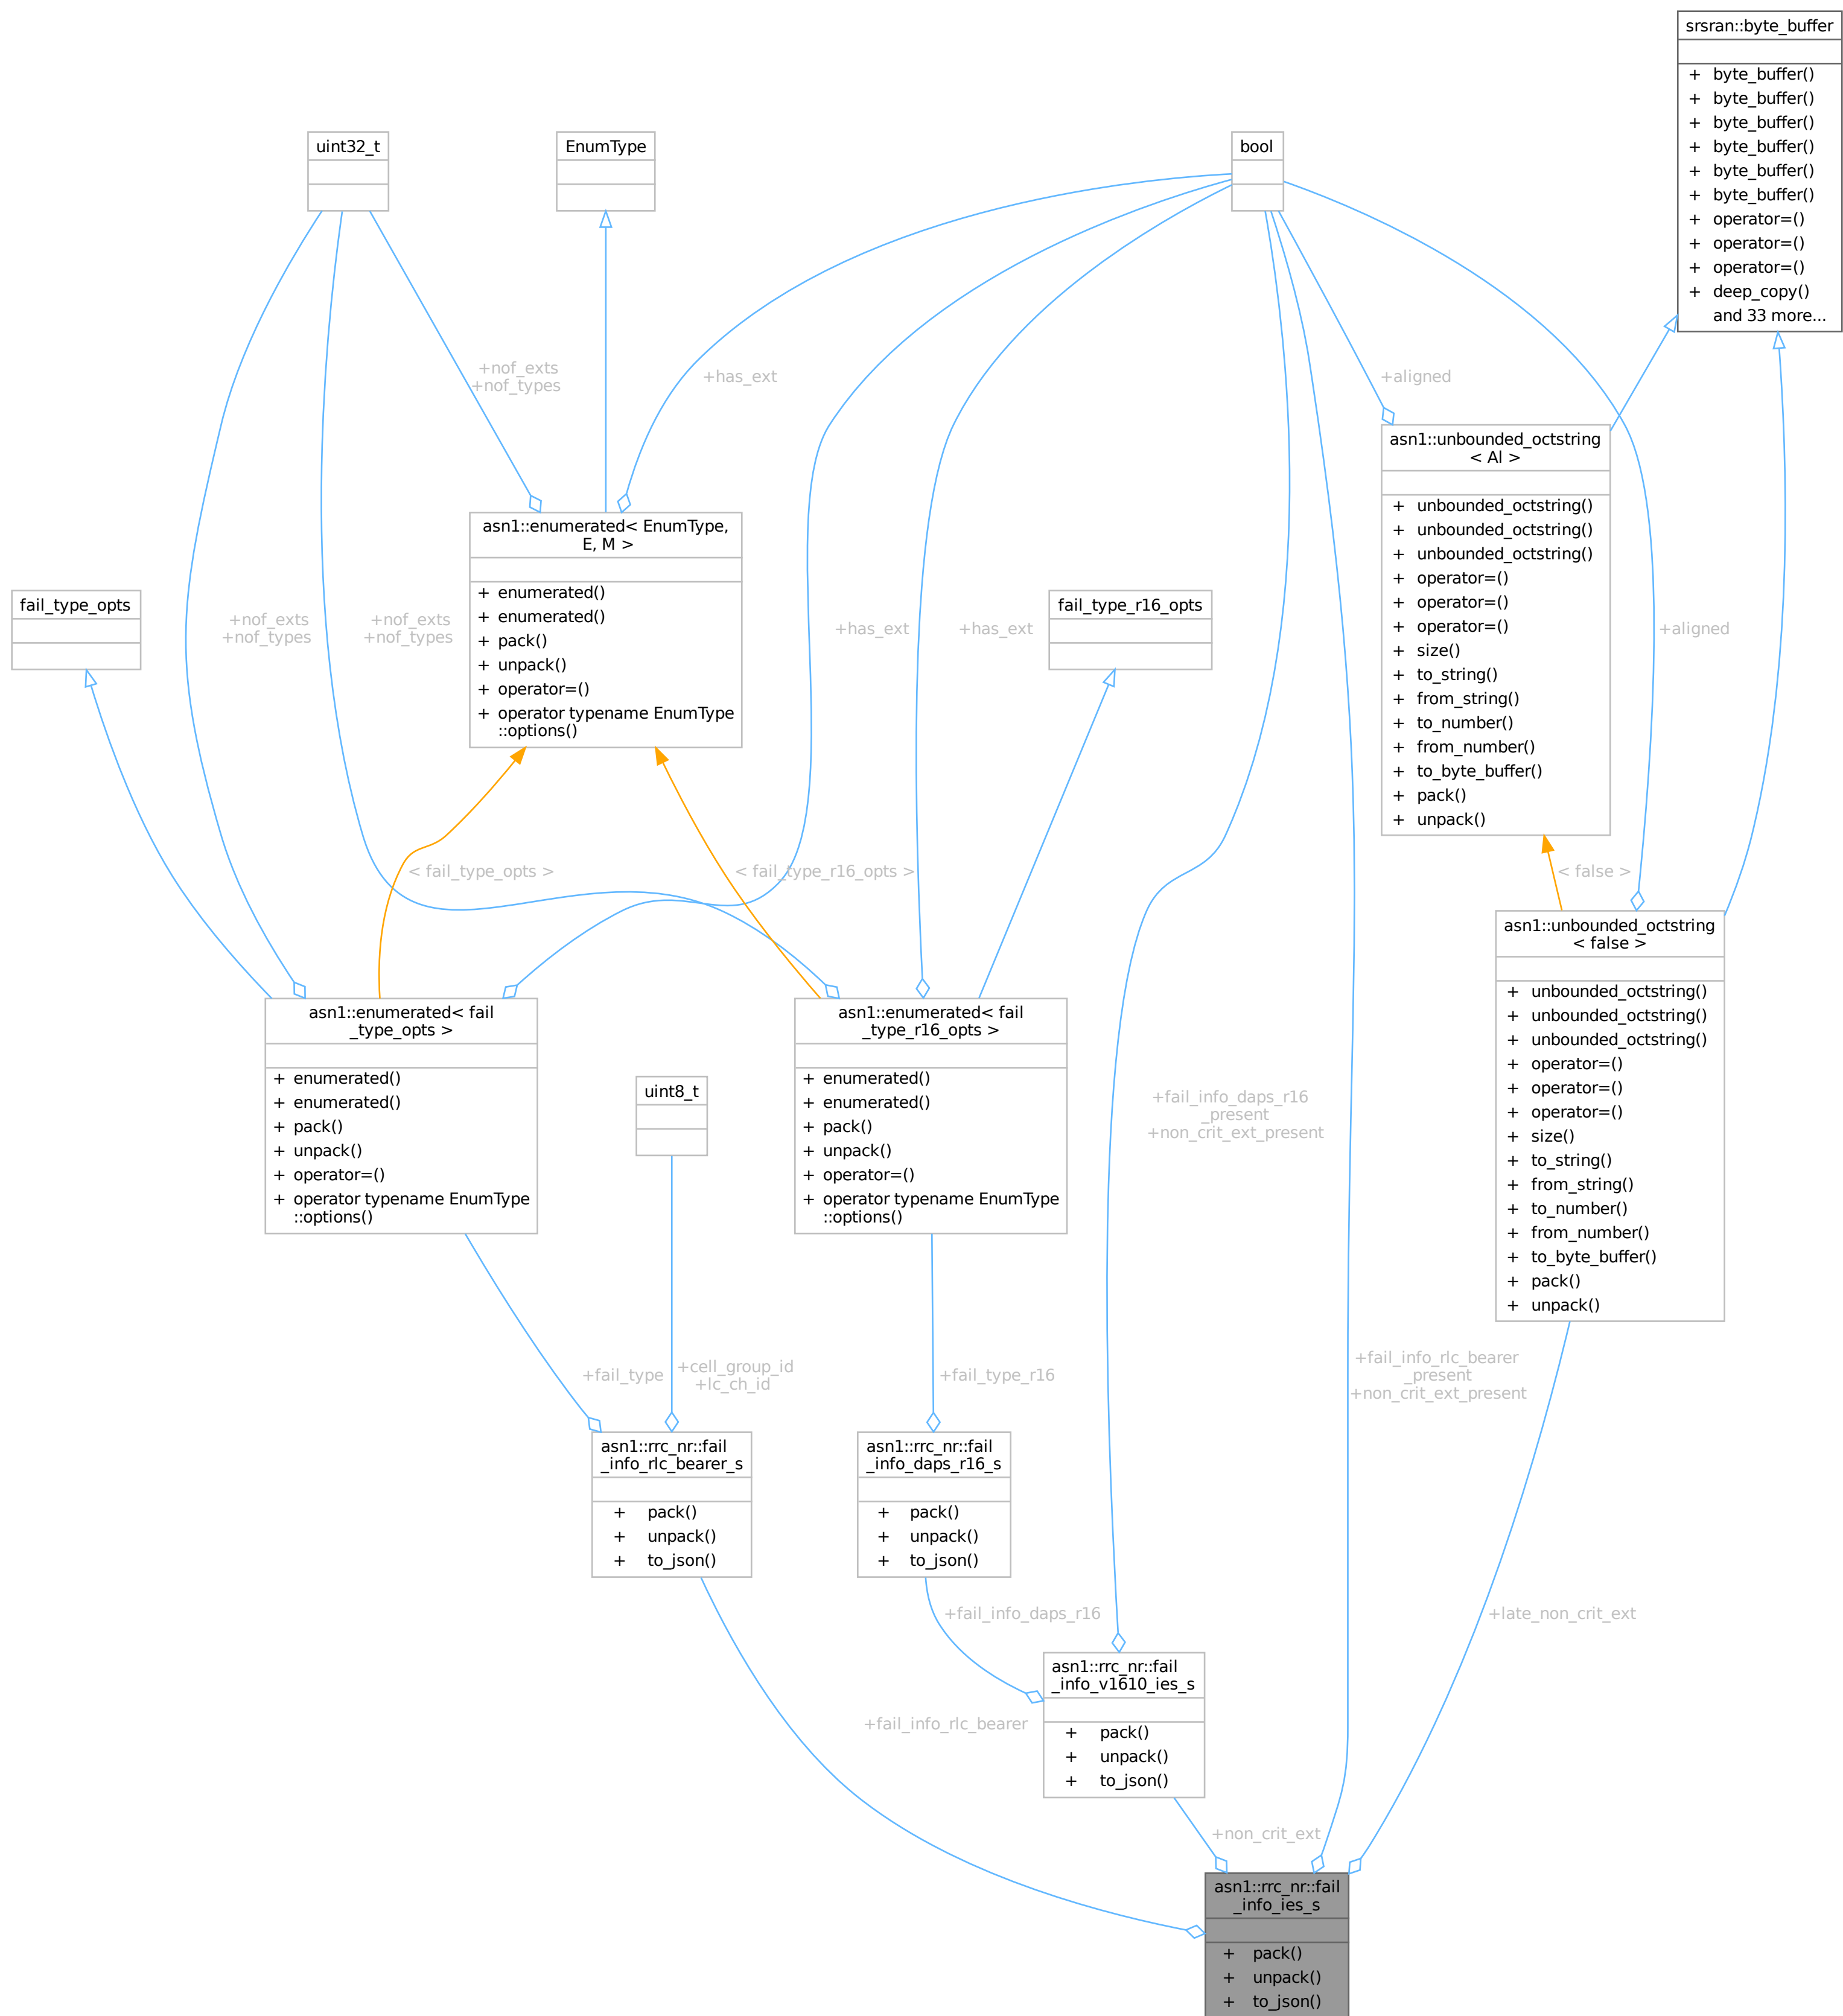 srsran::byte_buffer
+ byte_buffer()
+ byte_buffer()
+ byte_buffer()
+ byte_buffer()
+ byte_buffer()
+ byte_buffer()
+ operator=()
+ operator=()
+ operator=()
+ deep_copy()
and 33 more...
uint32_t
EnumType
bool
+nof_exts
+nof_types
+has_ext
+aligned
asn1::unbounded_octstring
< Al >
+ unbounded_octstring()
+ unbounded_octstring()
+ unbounded_octstring()
+ operator=()
+ operator=()
+ operator=()
+ size()
+ to_string()
+ from_string()
+ to_number()
+ from_number()
+ to_byte_buffer()
+ pack()
+ unpack()
asn1::enumerated< EnumType,
E, M >
+ enumerated()
+ enumerated()
+ pack()
+ unpack()
+ operator=()
+ operator typename EnumType
::options()
fail_type_opts
+nof_exts
+nof_types
+nof_exts
+nof_types
+has_ext
+has_ext
fail_type_r16_opts
+aligned
< fail_type_opts >
< fail_type_r16_opts >
< false >
asn1::unbounded_octstring
< false >
+ unbounded_octstring()
+ unbounded_octstring()
+ unbounded_octstring()
+ operator=()
+ operator=()
+ operator=()
+ size()
+ to_string()
+ from_string()
+ to_number()
+ from_number()
+ to_byte_buffer()
+ pack()
+ unpack()
asn1::enumerated< fail
_type_opts >
+ enumerated()
+ enumerated()
+ pack()
+ unpack()
+ operator=()
+ operator typename EnumType
::options()
asn1::enumerated< fail
_type_r16_opts >
+ enumerated()
+ enumerated()
+ pack()
+ unpack()
+ operator=()
+ operator typename EnumType
::options()
uint8_t
+fail_info_daps_r16
_present
+non_crit_ext_present
+fail_type
+cell_group_id
+lc_ch_id
+fail_type_r16
+fail_info_rlc_bearer
_present
+non_crit_ext_present
asn1::rrc_nr::fail
_info_rlc_bearer_s
+ pack()
+ unpack()
+ to_json()
asn1::rrc_nr::fail
_info_daps_r16_s
+ pack()
+ unpack()
+ to_json()
+fail_info_daps_r16
+late_non_crit_ext
asn1::rrc_nr::fail
_info_v1610_ies_s
+ pack()
+ unpack()
+ to_json()
+fail_info_rlc_bearer
+non_crit_ext
asn1::rrc_nr::fail
_info_ies_s
+ pack()
+ unpack()
+ to_json()